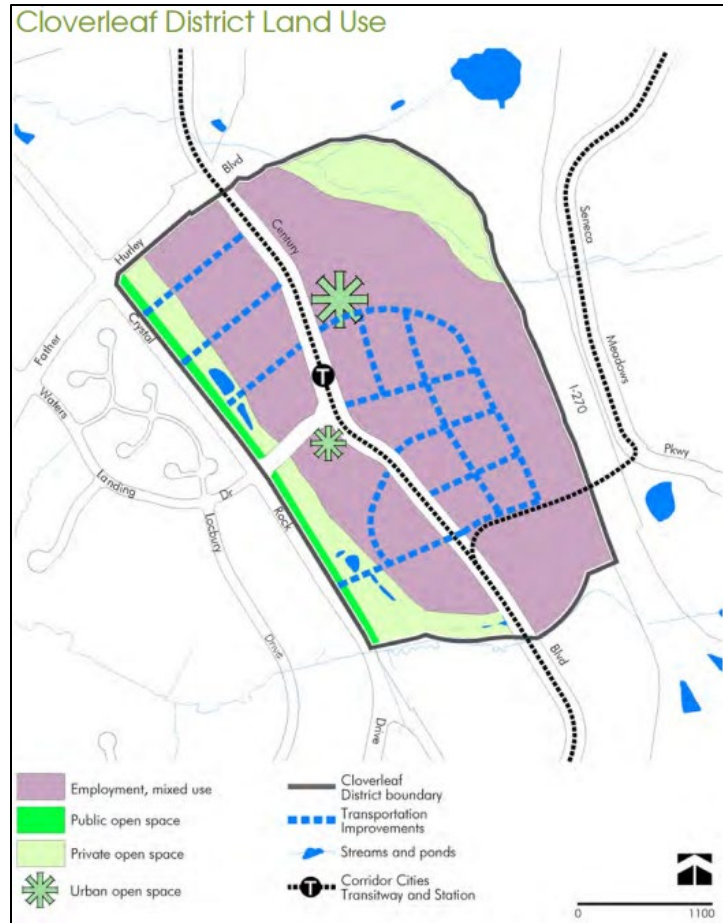 Cloverleaf District Land Use
Blvd
Hurley
Century
Seneca
Crystal
Father
Meadows
Waters
I-270
T
Pkwy
Landing
Dr
Rock
Locbury
Drive
Blvd
Drive
Employment, mixed use
Public open space
Private open space
Urban open space
Cloverleaf
District boundary
Transportation
Improvements
Streams and ponds
T
Corridor Cities
Transitway and Station
0 1100